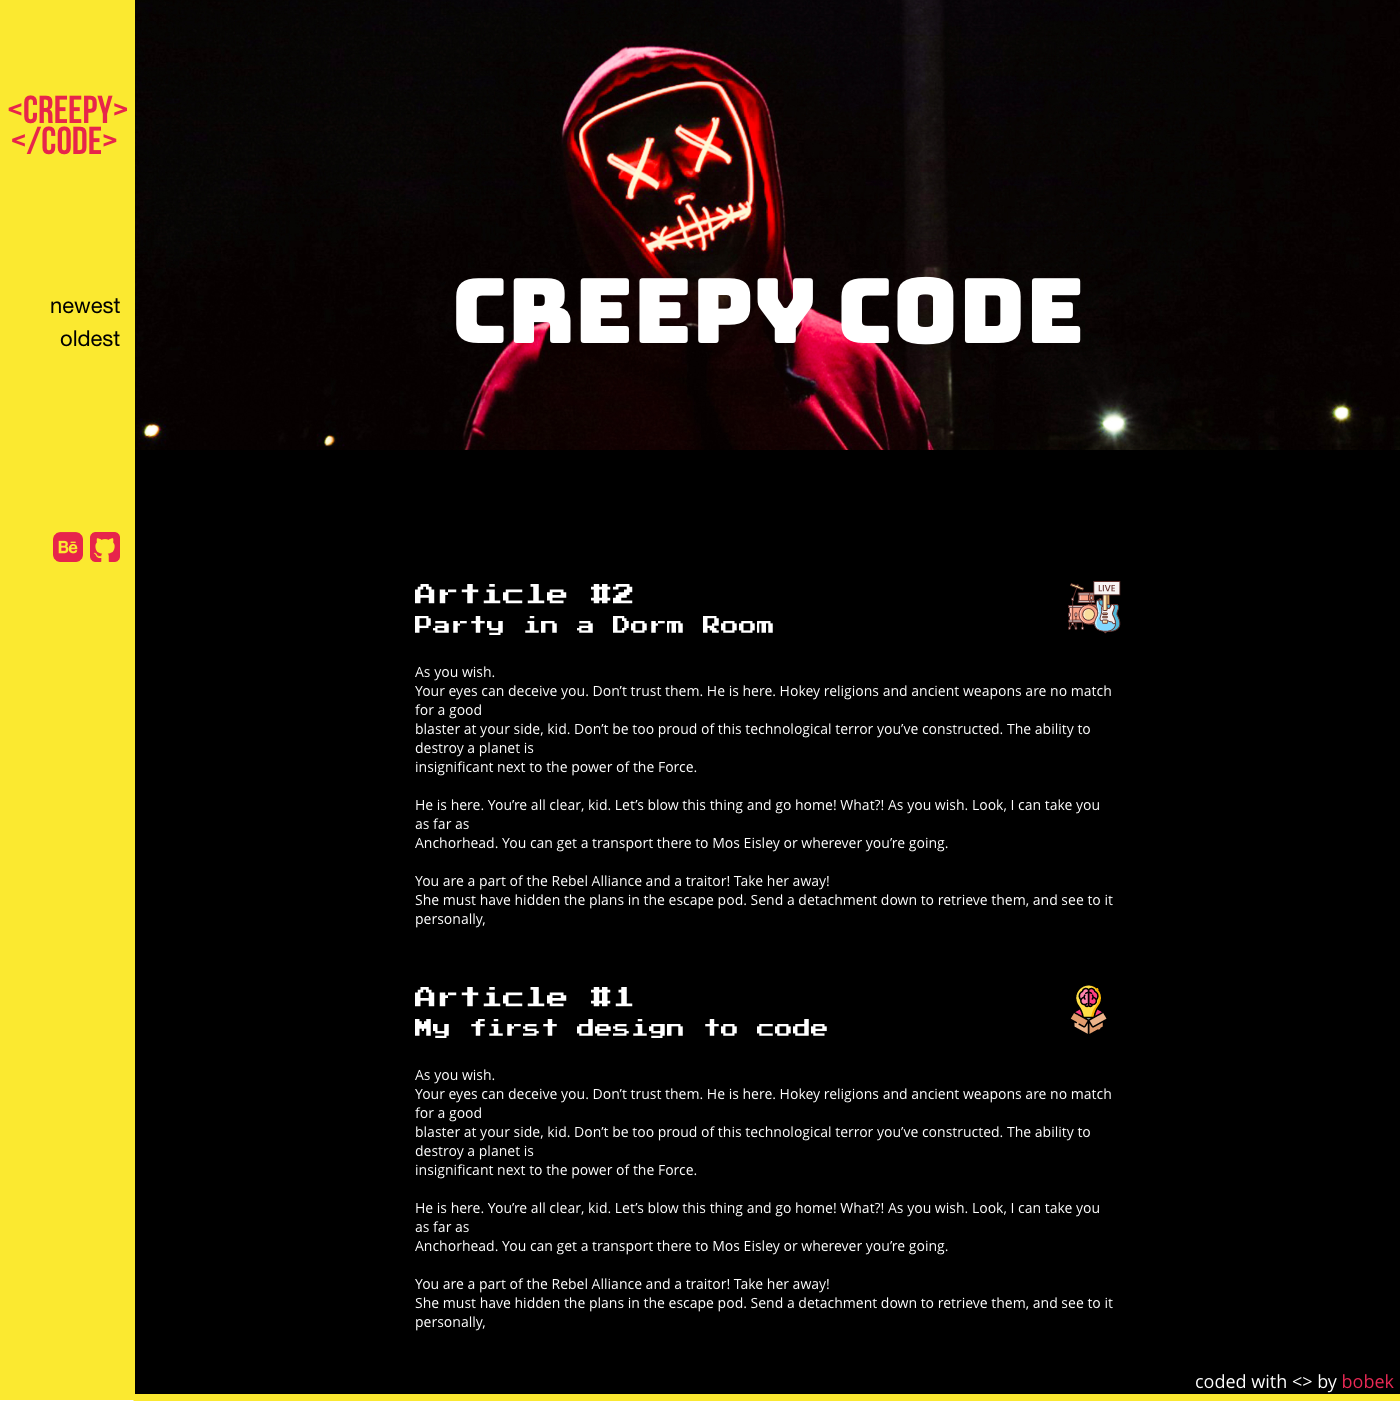 <CREEPY>
</CODE>
newest
oldest
Bē
CREEPY CODE
Article #2
Party in a Dorm Room
LIVE
As you wish.
Your eyes can deceive you. Don’t trust them. He is here. Hokey religions and ancient weapons are no match
for a good
blaster at your side, kid. Don’t be too proud of this technological terror you’ve constructed. The ability to
destroy a planet is
insignificant next to the power of the Force.
He is here. You’re all clear, kid. Let’s blow this thing and go home! What?! As you wish. Look, I can take you
as far as
Anchorhead. You can get a transport there to Mos Eisley or wherever you’re going.
You are a part of the Rebel Alliance and a traitor! Take her away!
She must have hidden the plans in the escape pod. Send a detachment down to retrieve them, and see to it
personally,
Article #1
My first design to code
As you wish.
Your eyes can deceive you. Don’t trust them. He is here. Hokey religions and ancient weapons are no match
for a good
blaster at your side, kid. Don’t be too proud of this technological terror you’ve constructed. The ability to
destroy a planet is
insignificant next to the power of the Force.
He is here. You’re all clear, kid. Let’s blow this thing and go home! What?! As you wish. Look, I can take you
as far as
Anchorhead. You can get a transport there to Mos Eisley or wherever you’re going.
You are a part of the Rebel Alliance and a traitor! Take her away!
She must have hidden the plans in the escape pod. Send a detachment down to retrieve them, and see to it
personally,
coded with <> by bobek